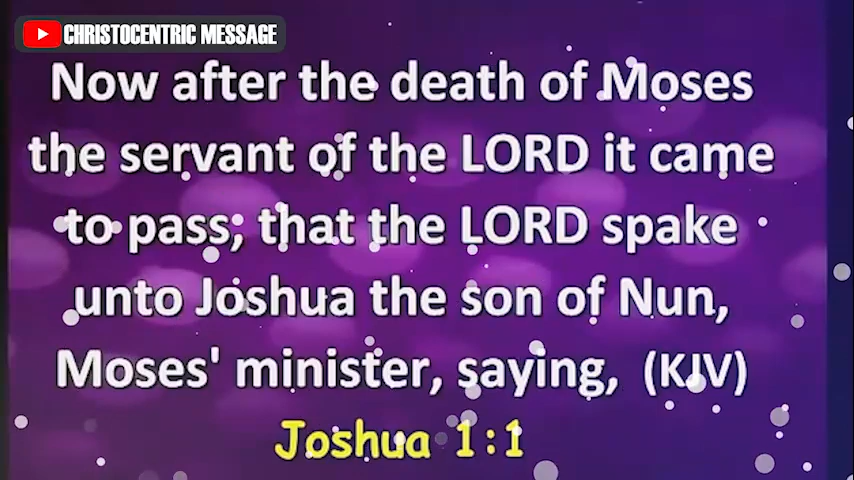 CHRISTOCENTRIC MESSAGE
Now after the death of Moses
the servant of the LORD it came
to pass, that the LORD spake
unto Joshua the son of Nun,
Moses' minister, saying, (KJV)
Joshua 1:1